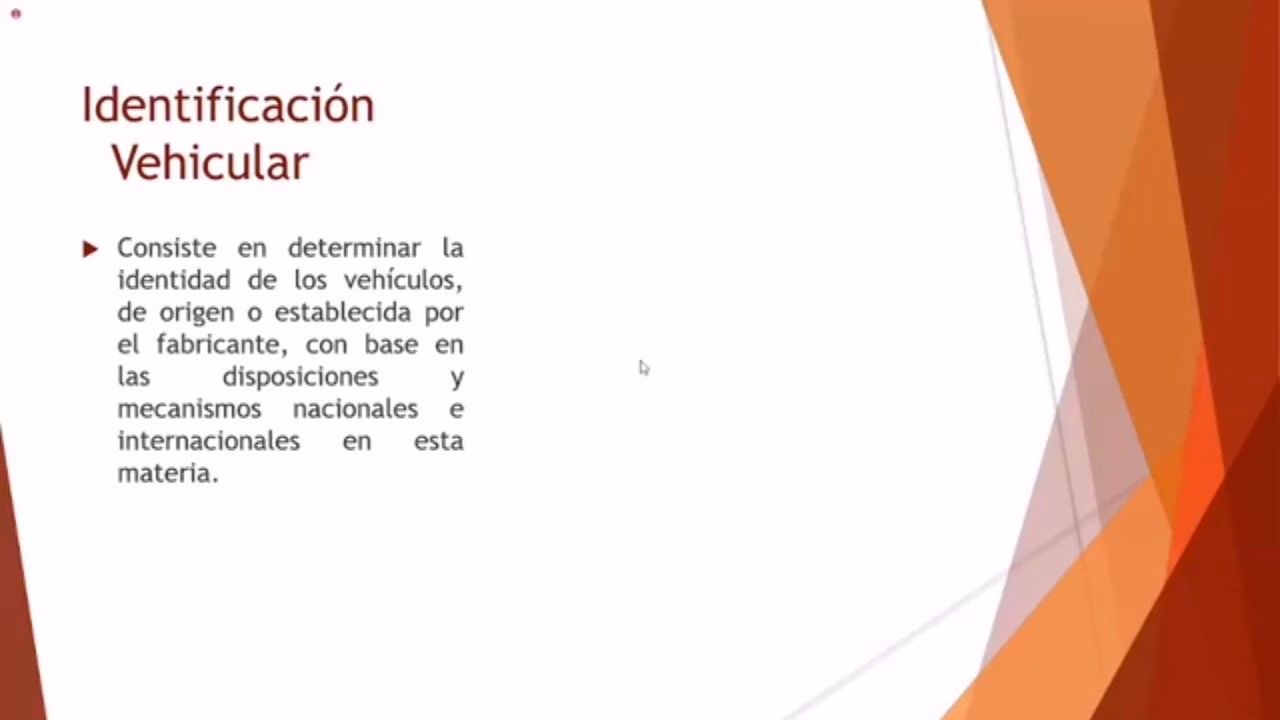 Identificación
Vehicular
Consiste en determinar la
identidad de los vehículos,
de origen o establecida por
el fabricante, con base en
las disposiciones y
mecanismos nacionales e
internacionales en esta
materia.